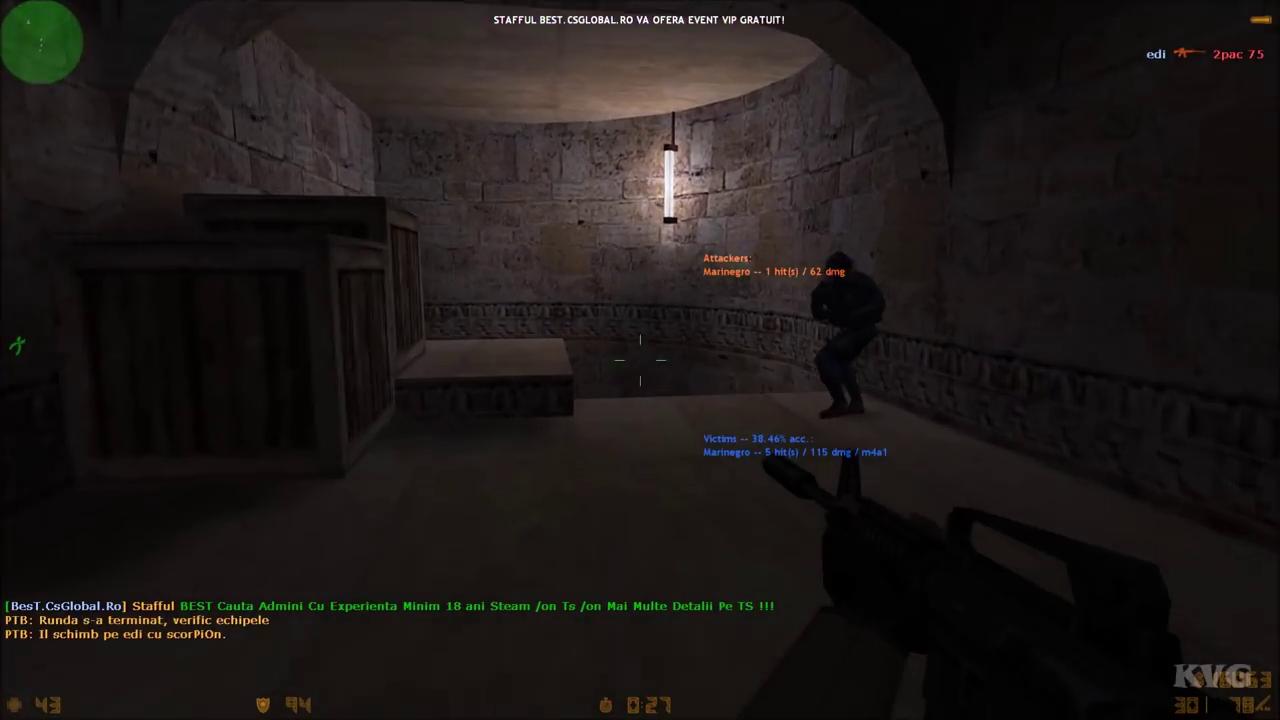 STAFFUL BEST.CSGLOBAL.RO VA OFERA EVENT VIP GRATUIT!
edi 2pac 75
Attackers:
Marinegro -- 1 hit(s) / 62 dmg
Victims -- 38.46% acc.:
Marinegro -- 5 hit(s) / 115 dmg / m4a1
[BesT.CsGlobal.Ro] Stafful BEST Cauta Admini Cu Experienta Minim 18 ani Steam /on Ts /on Mai Multe Detalii Pe TS !!!
PTB: Runda s-a terminat, verific echipele
PTB: Il schimb pe edi cu scorPiOn.
KVG
43 94 0:27 30 | 78